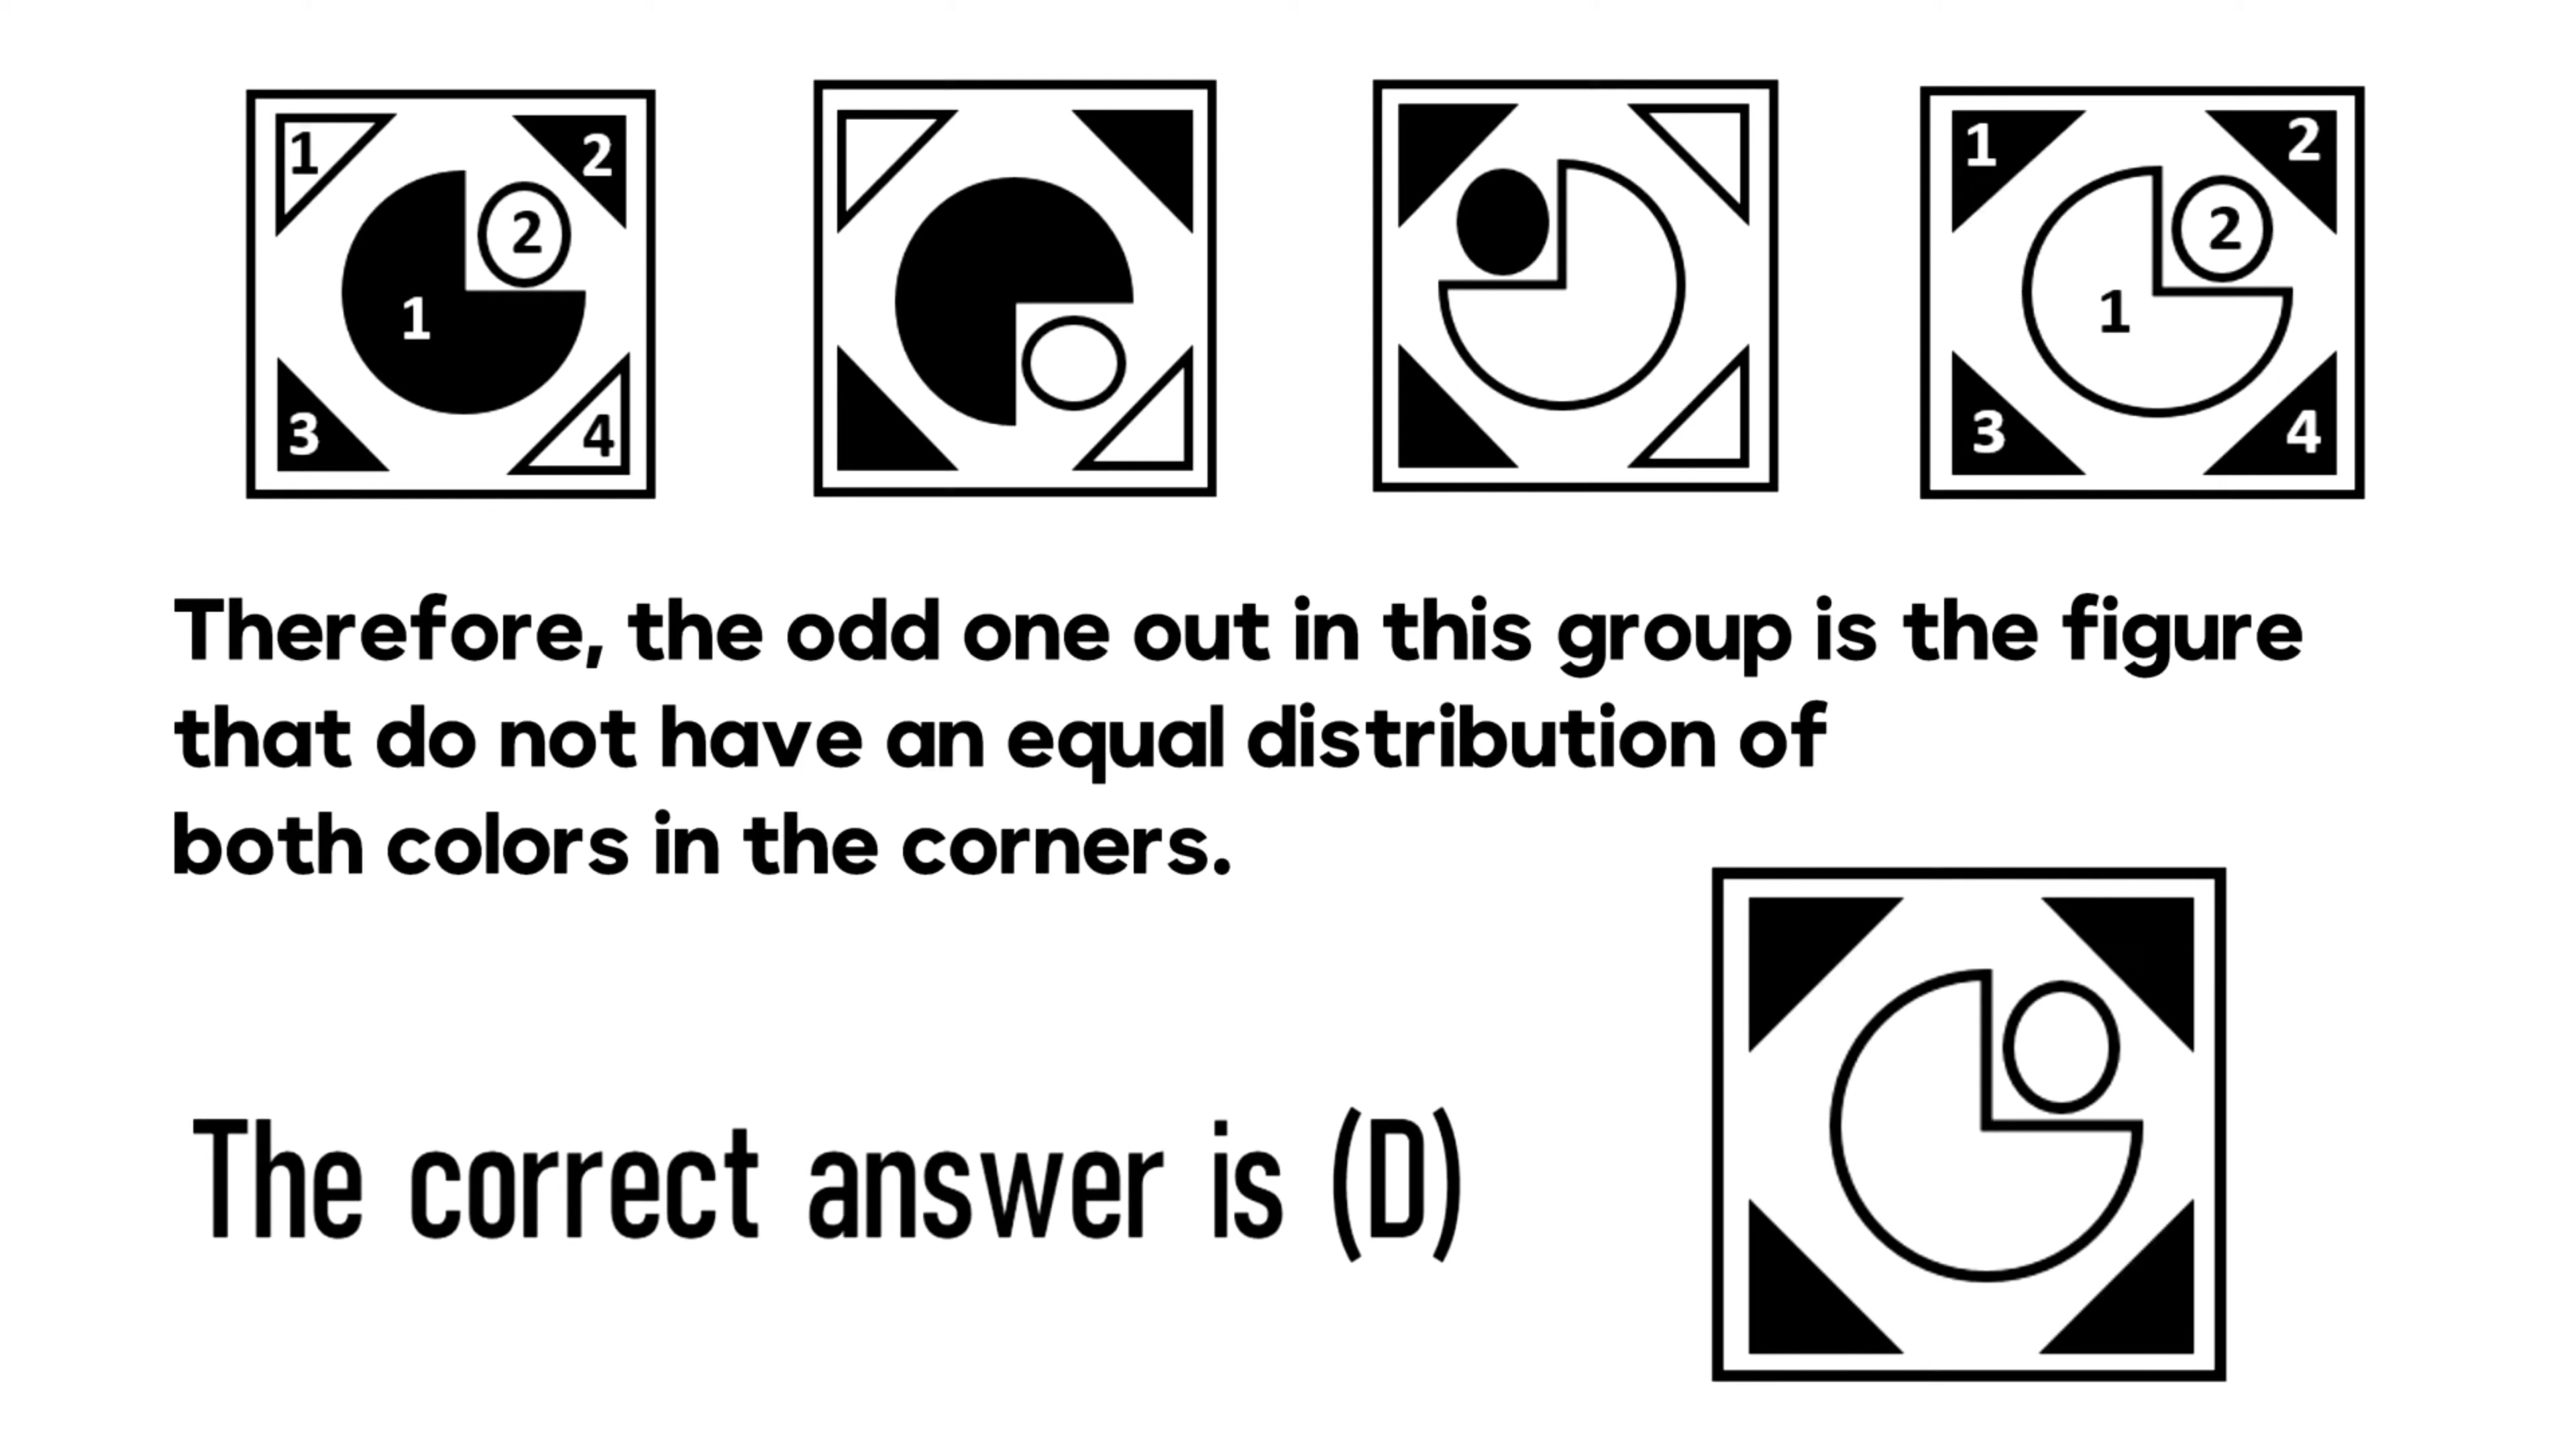 1 2
2
1
3 4
1 2
2
1
3 4
Therefore, the odd one out in this group is the figure
that do not have an equal distribution of
both colors in the corners.
The correct answer is (D)